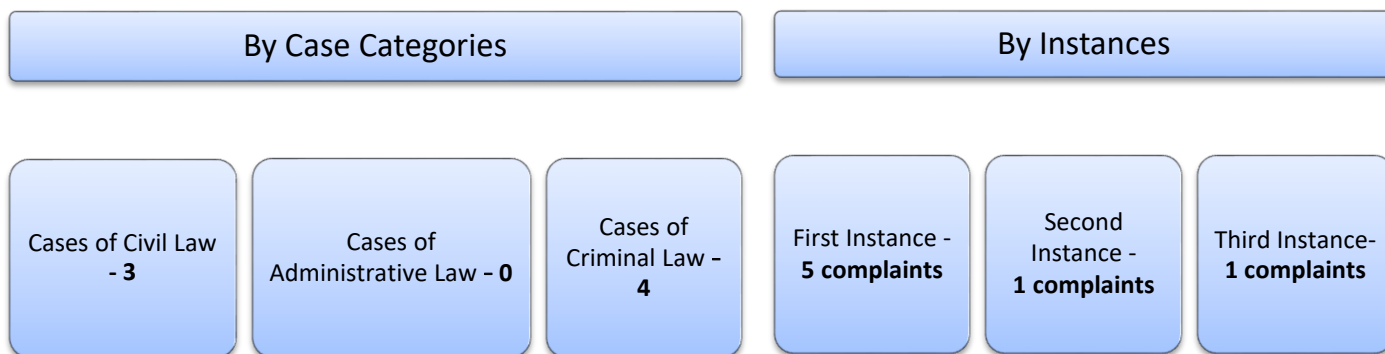 By Case Categories
By Instances
Cases of Civil Law
- 3
Cases of
Administrative Law – 0
Cases of
Criminal Law –
4
First Instance -
5 complaints
Second
Instance -
1 complaints
Third Instance-
1 complaints